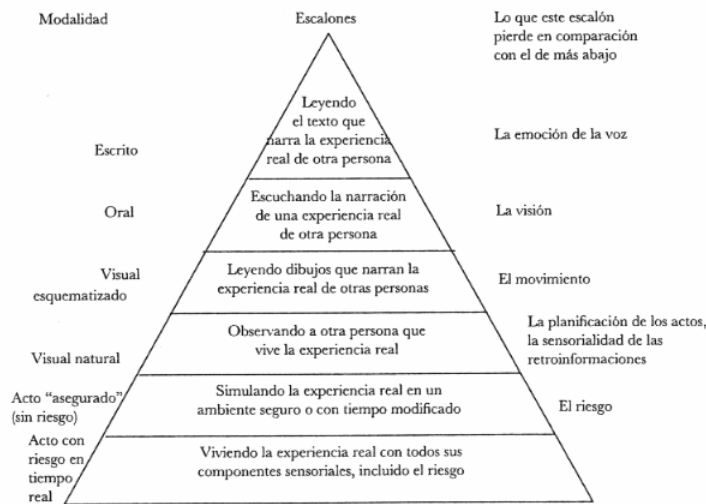 Modalidad
Escalones
Lo que este escalón
pierde en comparación
con el de más abajo
Leyendo
el texto que
narra la experiencia
real de otra persona
Escrito
La emoción de la voz
Escuchando la narración
de una experiencia real
de otra persona
Oral
La visión
Visual
esquematizado
Leyendo dibujos que narran la
experiencia real de otras personas
El movimiento
Visual natural
Observando a otra persona que
vive la experiencia real
La planificación de los actos,
la sensorialidad de las
retroinformaciones
Acto “asegurado”
(sin riesgo)
Simulando la experiencia real en un
ambiente seguro o con tiempo modificado
El riesgo
Acto con
riesgo en
tiempo
real
Viviendo la experiencia real con todos sus
componentes sensoriales, incluido el riesgo